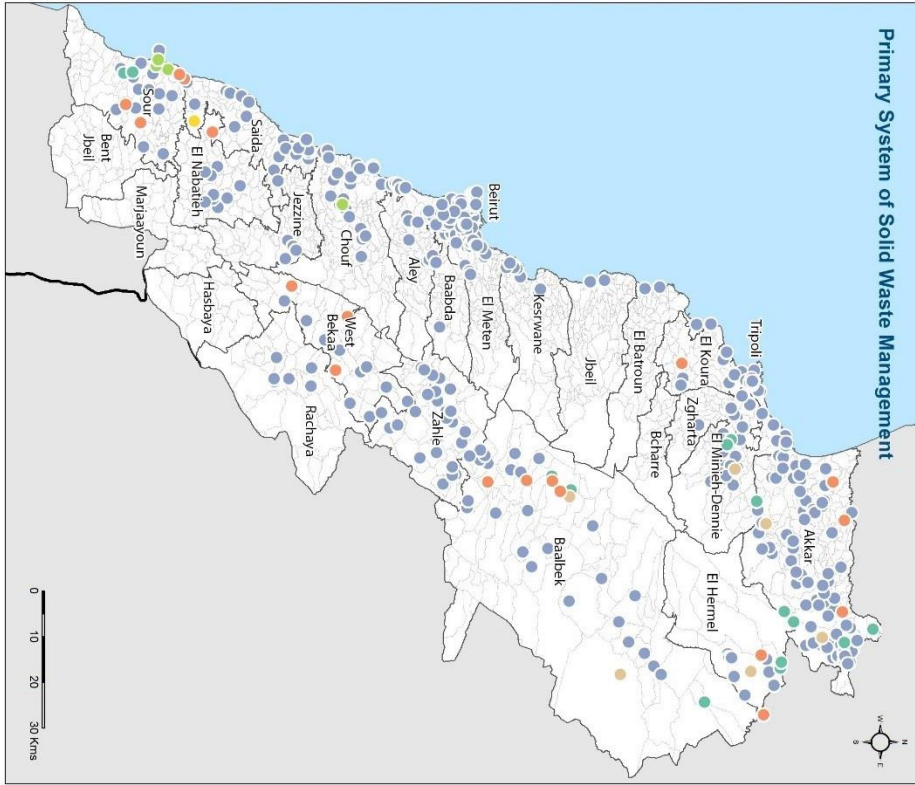 Primary System of Solid Waste Management
N
W
E
S
Tripoli
Akkar
El Minieh-Dennie
El Koura
Zgharta
El Hermel
El Batroun
Bcharre
Jbeil
Kesrwane
Beirut
El Meten
Baalbek
Baabda
Aley
Zahle
Chouf
West
Bekaa
Jezzine
Rachaya
Saida
El Nabatieh
Hasbaya
Marjaayoun
Sour
Bent
Jbeil
0 10 20 30 Kms